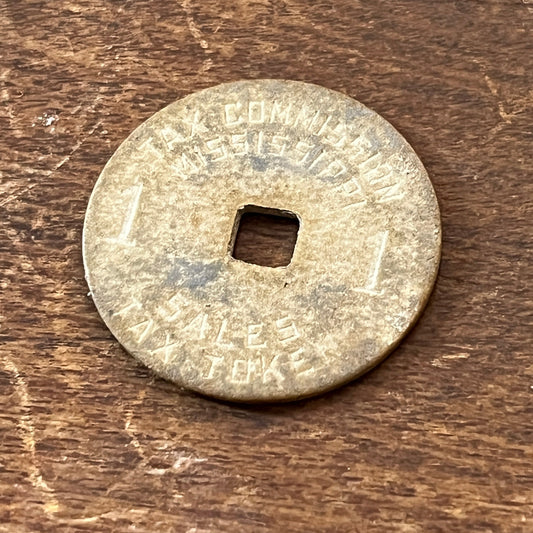 TAX COMMISSION
MISSISSIPPI
1 1
SALES
TAX TOKEN